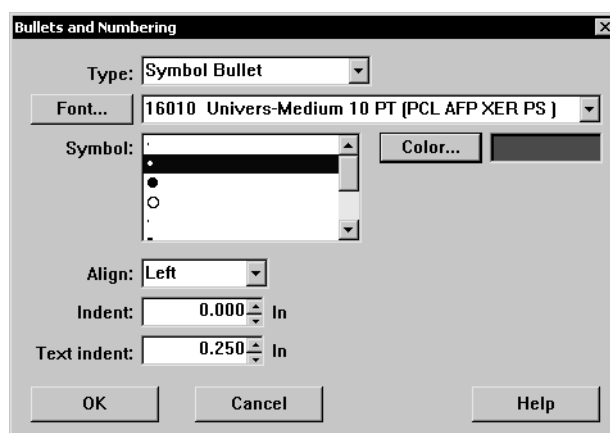 Bullets and Numbering
Type: Symbol Bullet
Font... 16010 Univers-Medium 10 PT (PCL AFP XER PS )
Symbol: Color...
Align: Left
Indent: 0.000 In
Text indent: 0.250 In
OK Cancel Help